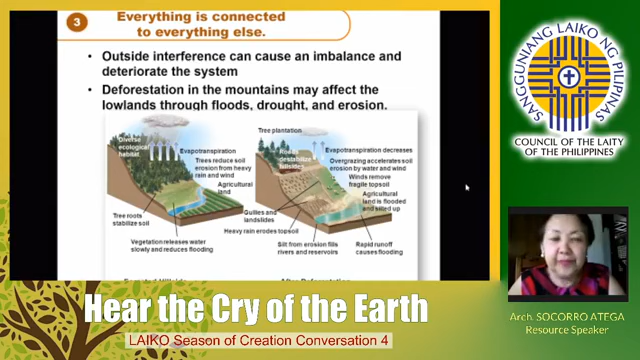 3
Everything is connected
to everything else.
• Outside interference can cause an imbalance and
deteriorate the system
• Deforestation in the mountains may affect the
lowlands through floods, drought, and erosion.
Diverse
ecological
habitat
Evapotranspiration
Trees reduce soil
erosion from heavy
rain and wind
Agricultural
land
Tree roots
stabilize soil
Vegetation releases water
slowly and reduces flooding
Tree plantation
Roads
destabilize
hillsides
Evapotranspiration decreases
Overgrazing accelerates soil
erosion by water and wind
Winds remove
fragile topsoil
Agricultural
land is flooded
and silted up
Gullies and
landslides
Heavy rain erodes topsoil
Silt from erosion fills
rivers and reservoirs
Rapid runoff
causes flooding
After Deforestation
SANGGUNIANG LAIKO NG PILIPINAS
COUNCIL OF THE LAITY
OF THE PHILIPPINES
Arch. SOCORRO ATEGA
Resource Speaker
Hear the Cry of the Earth
LAIKO Season of Creation Conversation 4